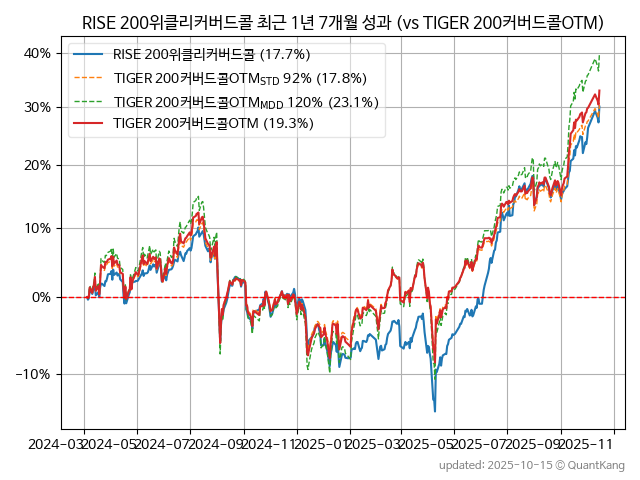 RISE 200위클리커버드콜 최근 1년 7개월 성과 (vs TIGER 200커버드콜OTM)
RISE 200위클리커버드콜 (17.7%)
TIGER 200커버드콜OTM_STD 92% (17.8%)
TIGER 200커버드콜OTM_MDD 120% (23.1%)
TIGER 200커버드콜OTM (19.3%)
40%
30%
20%
10%
0%
−10%
2024-03 2024-05 2024-07 2024-09 2024-11 2025-01 2025-03 2025-05 2025-07 2025-09 2025-11
updated: 2025-10-15 © QuantKang